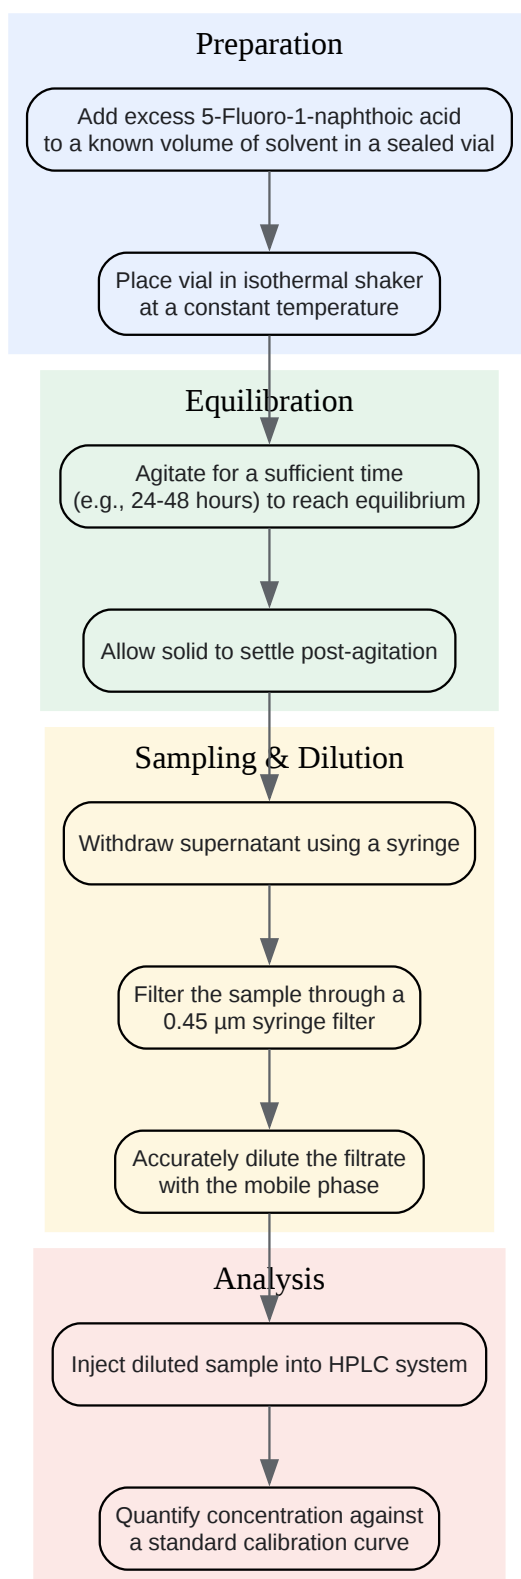 Preparation
Add excess 5-Fluoro-1-naphthoic acid
to a known volume of solvent in a sealed vial
Place vial in isothermal shaker
at a constant temperature
Equilibration
Agitate for a sufficient time
(e.g., 24-48 hours) to reach equilibrium
Allow solid to settle post-agitation
Sampling & Dilution
Withdraw supernatant using a syringe
Filter the sample through a
0.45 µm syringe filter
Accurately dilute the filtrate
with the mobile phase
Analysis
Inject diluted sample into HPLC system
Quantify concentration against
a standard calibration curve